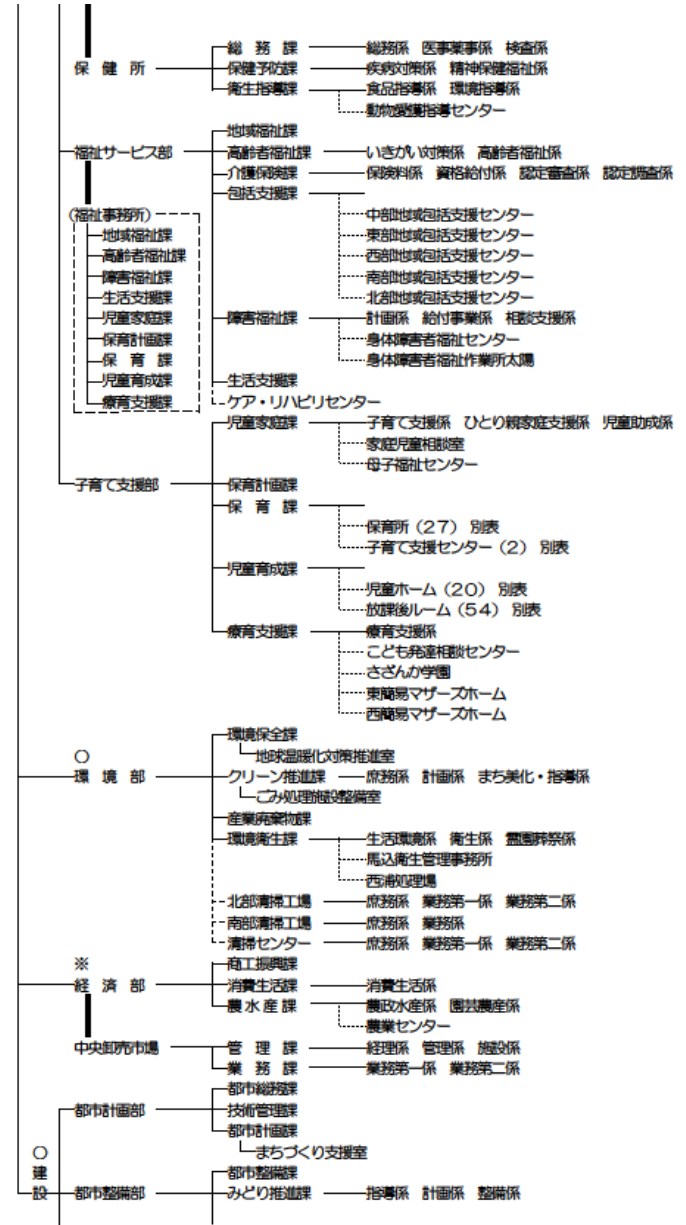 総務課 総務係 医事薬事係 検査係
保健所 保健予防課 疾病対策係 精神保健福祉係
衛生指導課 食品指導係 環境指導係
動物愛護指導センター
地域福祉課
福祉サービス部 高齢者福祉課 いきがい対策係 高齢者福祉係
介護保険課 保険料係 資格給付係 認定審査係 認定調査係
包括支援課
(福祉事務所) 中部地域包括支援センター
地域福祉課 東部地域包括支援センター
高齢者福祉課 西部地域包括支援センター
障害福祉課 南部地域包括支援センター
生活支援課 北部地域包括支援センター
児童家庭課 障害福祉課 計画係 給付事業係 相談支援係
保育計画課 身体障害者福祉センター
保育課 身体障害者福祉作業所太陽
児童育成課 生活支援課
療育支援課 ケア・リハビリセンター
児童家庭課 子育て支援係 ひとり親家庭支援係 児童助成係
家庭児童相談室
母子福祉センター
子育て支援部 保育計画課
保育課
保育所(27) 別表
子育て支援センター(2) 別表
児童育成課
児童ホーム(20) 別表
放課後ルーム(54) 別表
療育支援課 療育支援係
こども発達相談センター
さざんか学園
東簡易マザーズホーム
西簡易マザーズホーム
環境保全課
○ 地球温暖化対策推進室
環境部 クリーン推進課 庶務係 計画係 まち美化・指導係
ごみ処理施設整備室
産業廃棄物課
環境衛生課 生活環境係 衛生係 霊園葬祭係
馬込衛生管理事務所
西浦処理場
北部清掃工場 庶務係 業務第一係 業務第二係
南部清掃工場 庶務係 業務係
清掃センター 庶務係 業務第一係 業務第二係
※ 商工振興課
経済部 消費生活課 消費生活係
農水産課 農政水産係 園芸農産係
農業センター
中央卸売市場 管理課 経理係 管理係 施設係
業務課 業務第一係 業務第二係
都市総務課
都市計画部 技術管理課
都市計画課
○ まちづくり支援室
建 都市整備課
設 都市整備部 みどり推進課 指導係 計画係 整備係